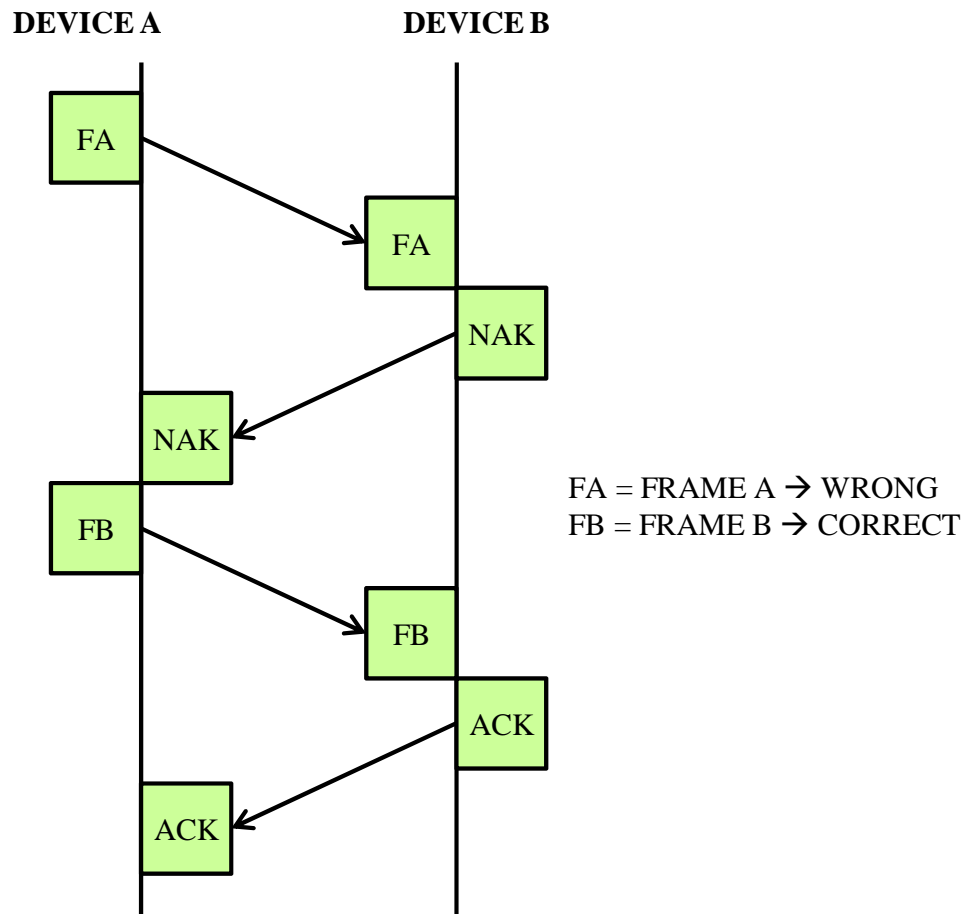 DEVICE A
DEVICE B
FA
FA
NAK
NAK
FB
FA = FRAME A → WRONG
FB = FRAME B → CORRECT
FB
ACK
ACK